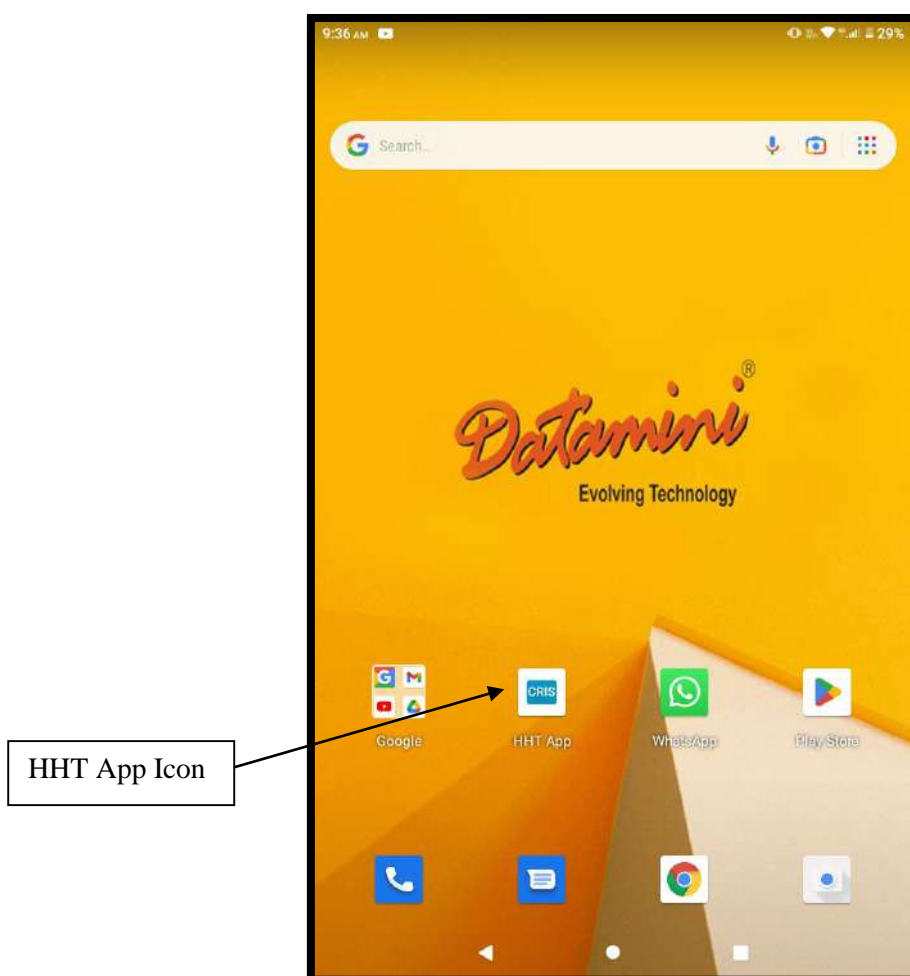 9:36 AM
29%
Search...
Datamini®
Evolving Technology
CRIS
Google
HHT App
WhatsApp
Play Store
HHT App Icon